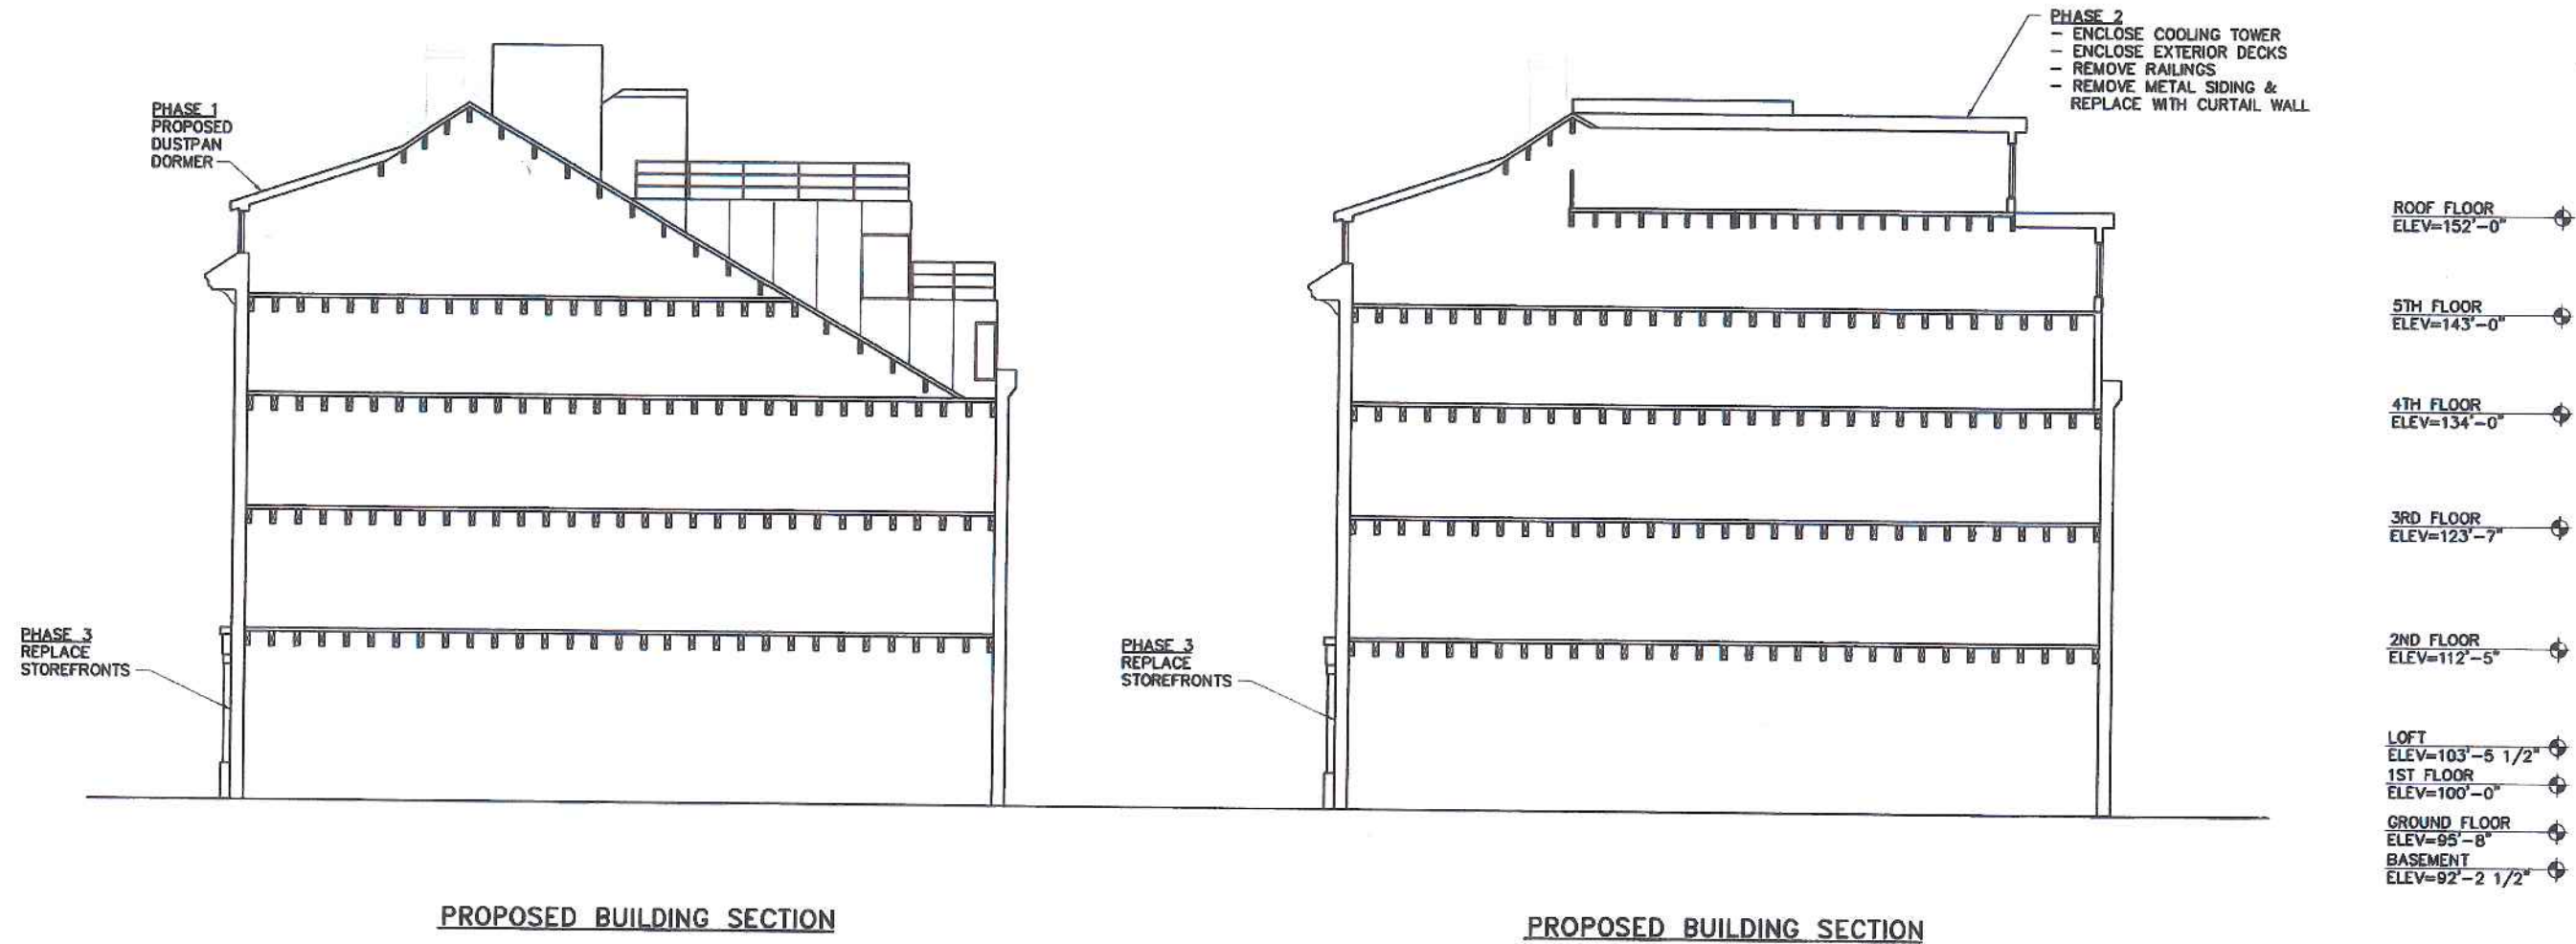 PHASE 1
PROPOSED
DUSTPAN
DORMER
PHASE 3
REPLACE
STOREFRONTS
PROPOSED BUILDING SECTION
PHASE 2
- ENCLOSE COOLING TOWER
- ENCLOSE EXTERIOR DECKS
- REMOVE RAILINGS
- REMOVE METAL SIDING &
REPLACE WITH CURTAIL WALL
PHASE 3
REPLACE
STOREFRONTS
PROPOSED BUILDING SECTION
ROOF FLOOR
ELEV=152'-0"
5TH FLOOR
ELEV=143'-0"
4TH FLOOR
ELEV=134'-0"
3RD FLOOR
ELEV=123'-7"
2ND FLOOR
ELEV=112'-5"
LOFT
ELEV=103'-5 1/2"
1ST FLOOR
ELEV=100'-0"
GROUND FLOOR
ELEV=95'-8"
BASEMENT
ELEV=92'-2 1/2"